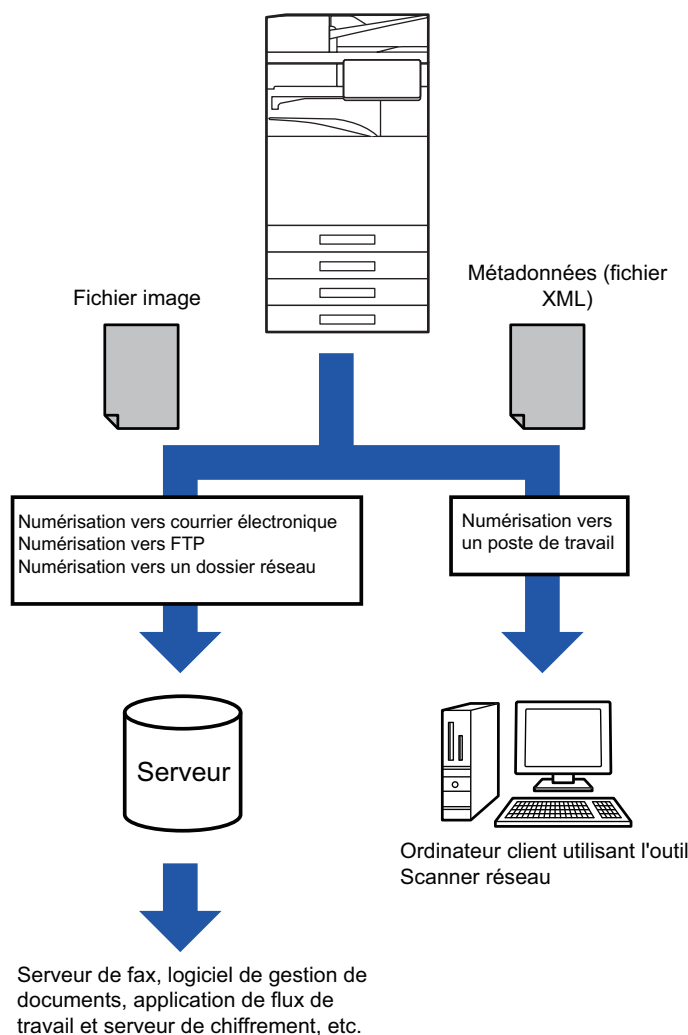 Fichier image
Métadonnées (fichier
XML)
Numérisation vers courrier électronique
Numérisation vers FTP
Numérisation vers un dossier réseau
Numérisation vers
un poste de travail
Serveur
Ordinateur client utilisant l'outil
Scanner réseau
Serveur de fax, logiciel de gestion de
documents, application de flux de
travail et serveur de chiffrement, etc.